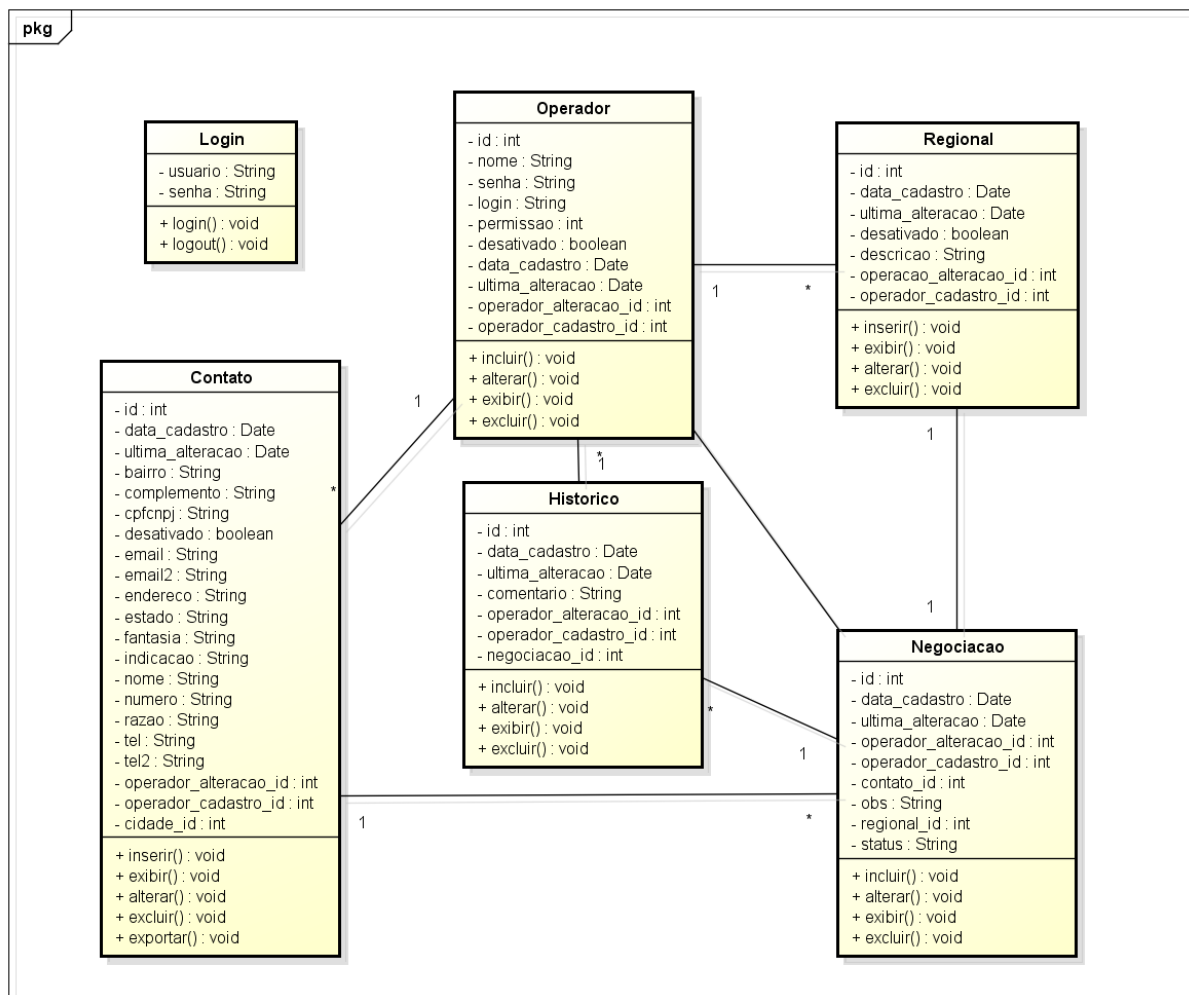 pkg
Login
- usuario : String
- senha : String
+ login() : void
+ logout() : void
Operador
- id : int
- nome : String
- senha : String
- login : String
- permissao : int
- desativado : boolean
- data_cadastro : Date
- ultima_alteracao : Date
- operador_alteracao_id : int
- operador_cadastro_id : int
+ incluir() : void
+ alterar() : void
+ exibir() : void
+ excluir() : void
Regional
- id : int
- data_cadastro : Date
- ultima_alteracao : Date
- desativado : boolean
- descricao : String
- operacao_alteracao_id : int
- operador_cadastro_id : int
+ inserir() : void
+ exibir() : void
+ alterar() : void
+ excluir() : void
1
*
Contato
- id : int
- data_cadastro : Date
- ultima_alteracao : Date
- bairro : String
- complemento : String
- cpfcnpj : String
- desativado : boolean
- email : String
- email2 : String
- endereco : String
- estado : String
- fantasia : String
- indicacao : String
- nome : String
- numero : String
- razao : String
- tel : String
- tel2 : String
- operador_alteracao_id : int
- operador_cadastro_id : int
- cidade_id : int
+ inserir() : void
+ exibir() : void
+ alterar() : void
+ excluir() : void
+ exportar() : void
1
*
*
1
Historico
- id : int
- data_cadastro : Date
- ultima_alteracao : Date
- comentario : String
- operador_alteracao_id : int
- operador_cadastro_id : int
- negociacao_id : int
+ incluir() : void
+ alterar() : void
+ exibir() : void
+ excluir() : void
1
1
Negociacao
- id : int
- data_cadastro : Date
- ultima_alteracao : Date
- operador_alteracao_id : int
- operador_cadastro_id : int
- contato_id : int
- obs : String
- regional_id : int
- status : String
+ incluir() : void
+ alterar() : void
+ exibir() : void
+ excluir() : void
*
1
1
*